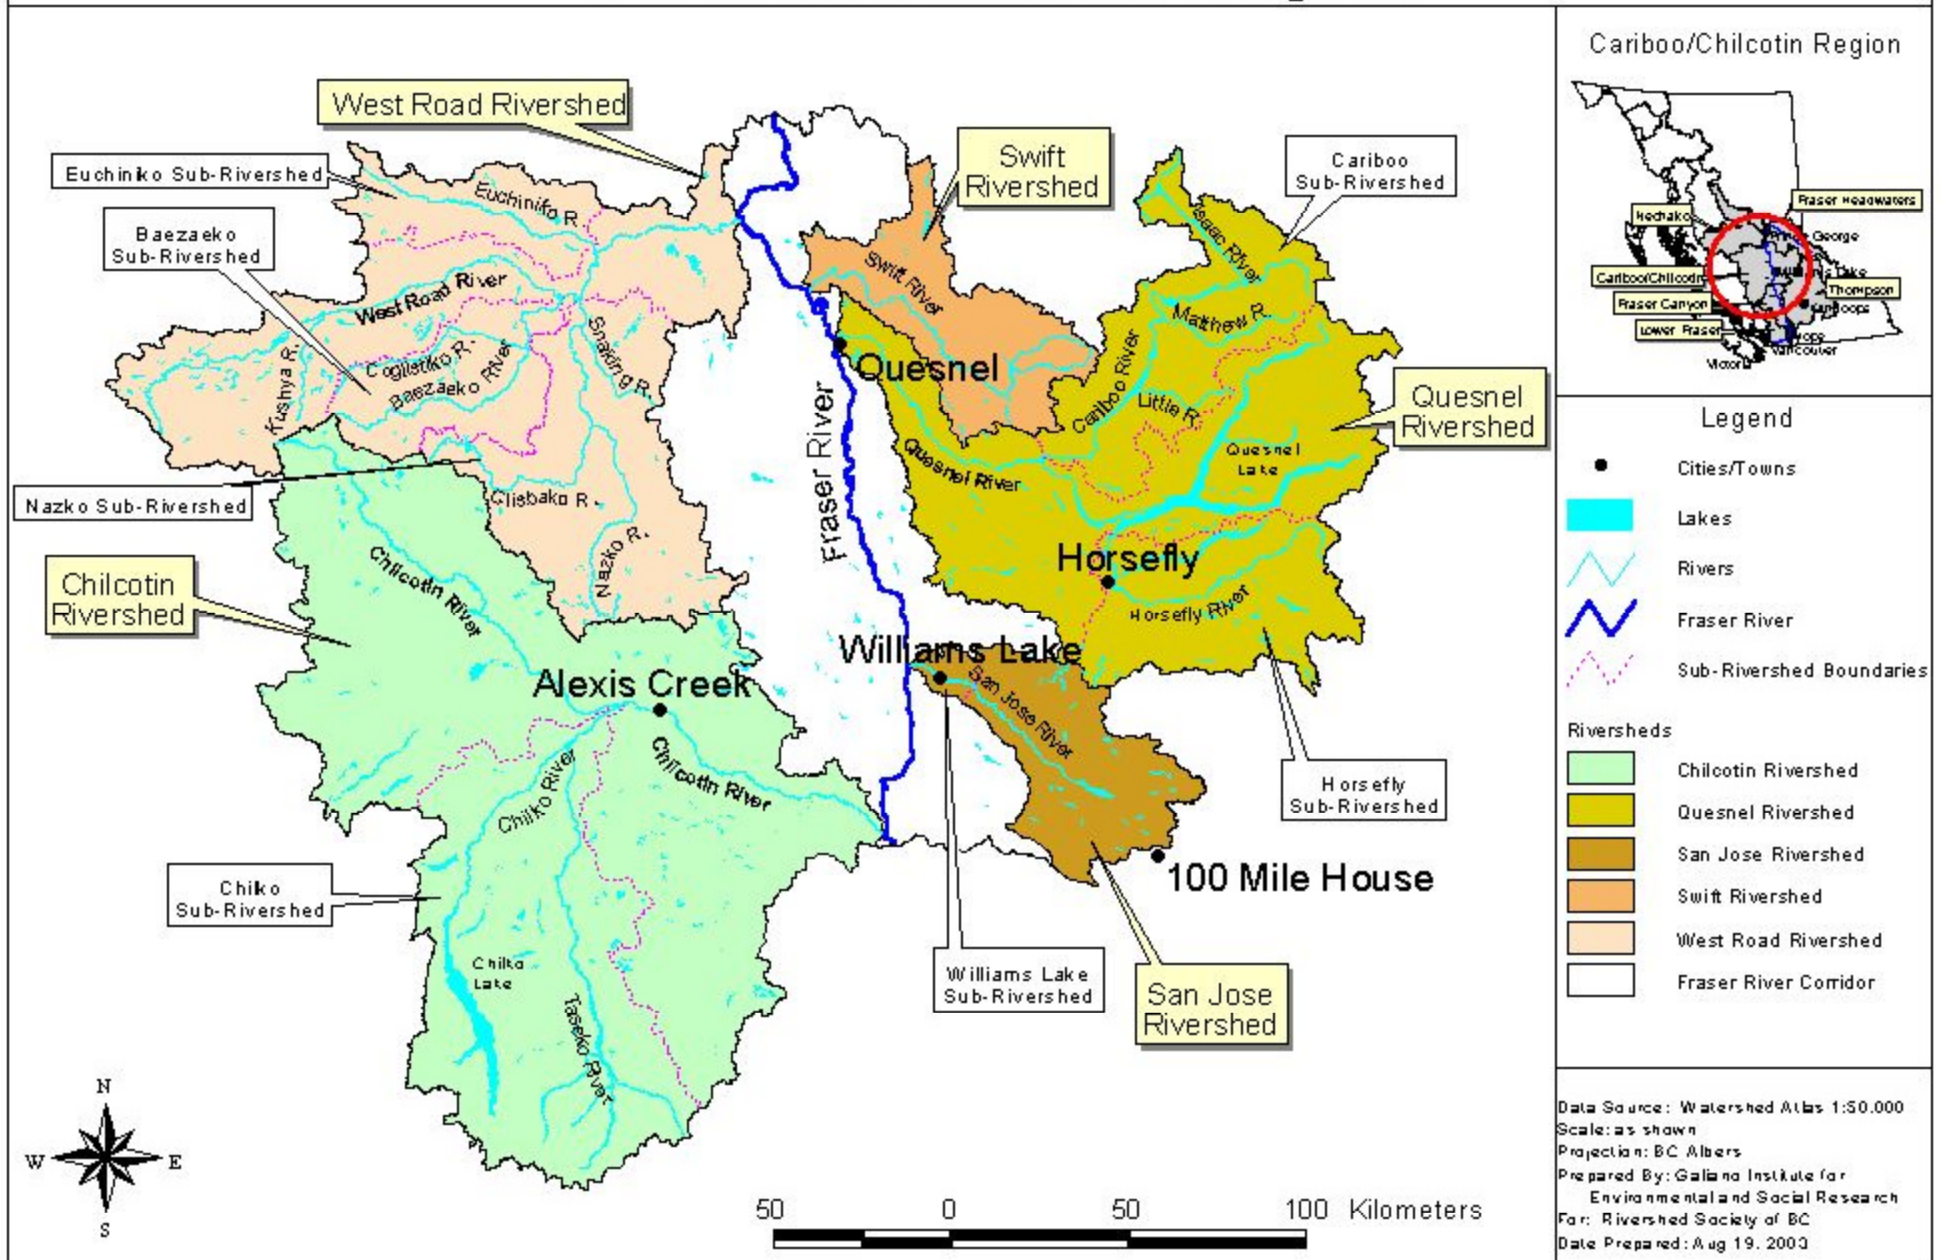 West Road Rivershed
Euchiniko Sub-Rivershed
Baezaeko
Sub-Rivershed
Swift
Rivershed
Cariboo
Sub-Rivershed
Euchiniko R.
West Road River
Kushya R.
Coglistiko R.
Baezaeko River
Snaking R.
Swift River
Isaac River
Matthew R.
Cariboo River
Little R.
Quesnel
Quesnel
Rivershed
Quesnel River
Quesnel
Lake
Fraser River
Nazko Sub-Rivershed
Clisbako R.
Nazko R.
Chilcotin
Rivershed
Chilcotin River
Horsefly
Horsefly River
Williams Lake
San Jose River
Alexis Creek
Chilcotin River
Chilko River
Horsefly
Sub-Rivershed
Chilko
Sub-Rivershed
100 Mile House
Chilko
Lake
Taseko River
Williams Lake
Sub-Rivershed
San Jose
Rivershed
N
W E
S
50 0 50 100 Kilometers
Cariboo/Chilcotin Region
Fraser Headwaters
Nechako
George
Cariboo/Chilcotin
Thompson
Fraser Canyon
Lower Fraser
Vancouver
Victoria
Legend
Cities/Towns
Lakes
Rivers
Fraser River
Sub-Rivershed Boundaries
Riversheds
Chilcotin Rivershed
Quesnel Rivershed
San Jose Rivershed
Swift Rivershed
West Road Rivershed
Fraser River Corridor
Data Source: Watershed Atlas 1:50.000
Scale: as shown
Projection: BC Albers
Prepared By: Galiano Institute for
Environmental and Social Research
For: Rivershed Society of BC
Date Prepared: Aug 19. 2003